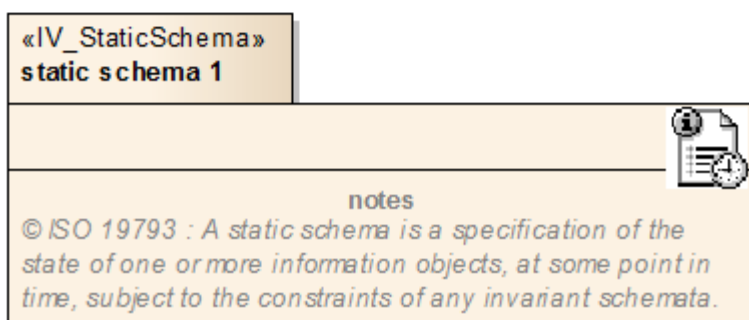 «IV_StaticSchema»
static schema 1
notes
© ISO 19793 : A static schema is a specification of the
state of one or more information objects, at some point in
time, subject to the constraints of any invariant schemata.